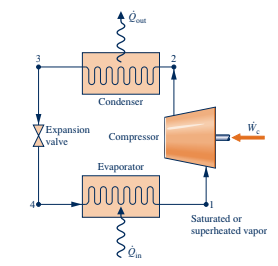 Q̇out
3
2
Condenser
Expansion
valve
Compressor
Ẇc
Evaporator
4
1
Saturated or
superheated vapor
Q̇in